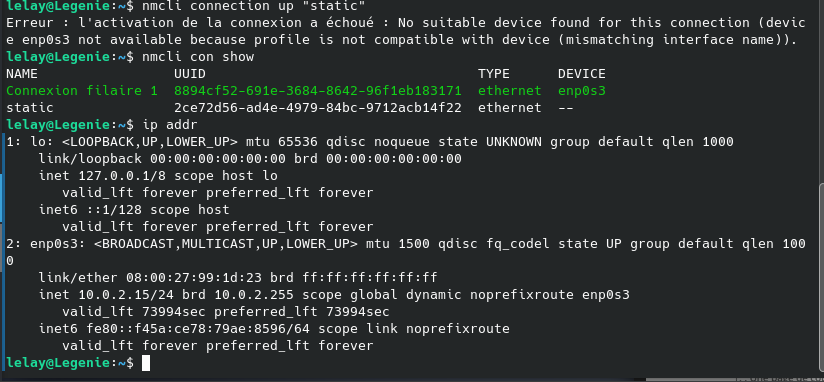 lelay@Legenie:~$ nmcli connection up "static"
Erreur : l'activation de la connexion a échoué : No suitable device found for this connection (devic
e enp0s3 not available because profile is not compatible with device (mismatching interface name)).
lelay@Legenie:~$ nmcli con show
NAME                 UUID                                  TYPE      DEVICE
Connexion filaire 1  8894cf52-691e-3684-8642-96f1eb183171  ethernet  enp0s3
static               2ce72d56-ad4e-4979-84bc-9712acb14f22  ethernet  --
lelay@Legenie:~$ ip addr
1: lo: <LOOPBACK,UP,LOWER_UP> mtu 65536 qdisc noqueue state UNKNOWN group default qlen 1000
    link/loopback 00:00:00:00:00:00 brd 00:00:00:00:00:00
    inet 127.0.0.1/8 scope host lo
       valid_lft forever preferred_lft forever
    inet6 ::1/128 scope host
       valid_lft forever preferred_lft forever
2: enp0s3: <BROADCAST,MULTICAST,UP,LOWER_UP> mtu 1500 qdisc fq_codel state UP group default qlen 100
0
    link/ether 08:00:27:99:1d:23 brd ff:ff:ff:ff:ff:ff
    inet 10.0.2.15/24 brd 10.0.2.255 scope global dynamic noprefixroute enp0s3
       valid_lft 73994sec preferred_lft 73994sec
    inet6 fe80::f45a:ce78:79ae:8596/64 scope link noprefixroute
       valid_lft forever preferred_lft forever
lelay@Legenie:~$